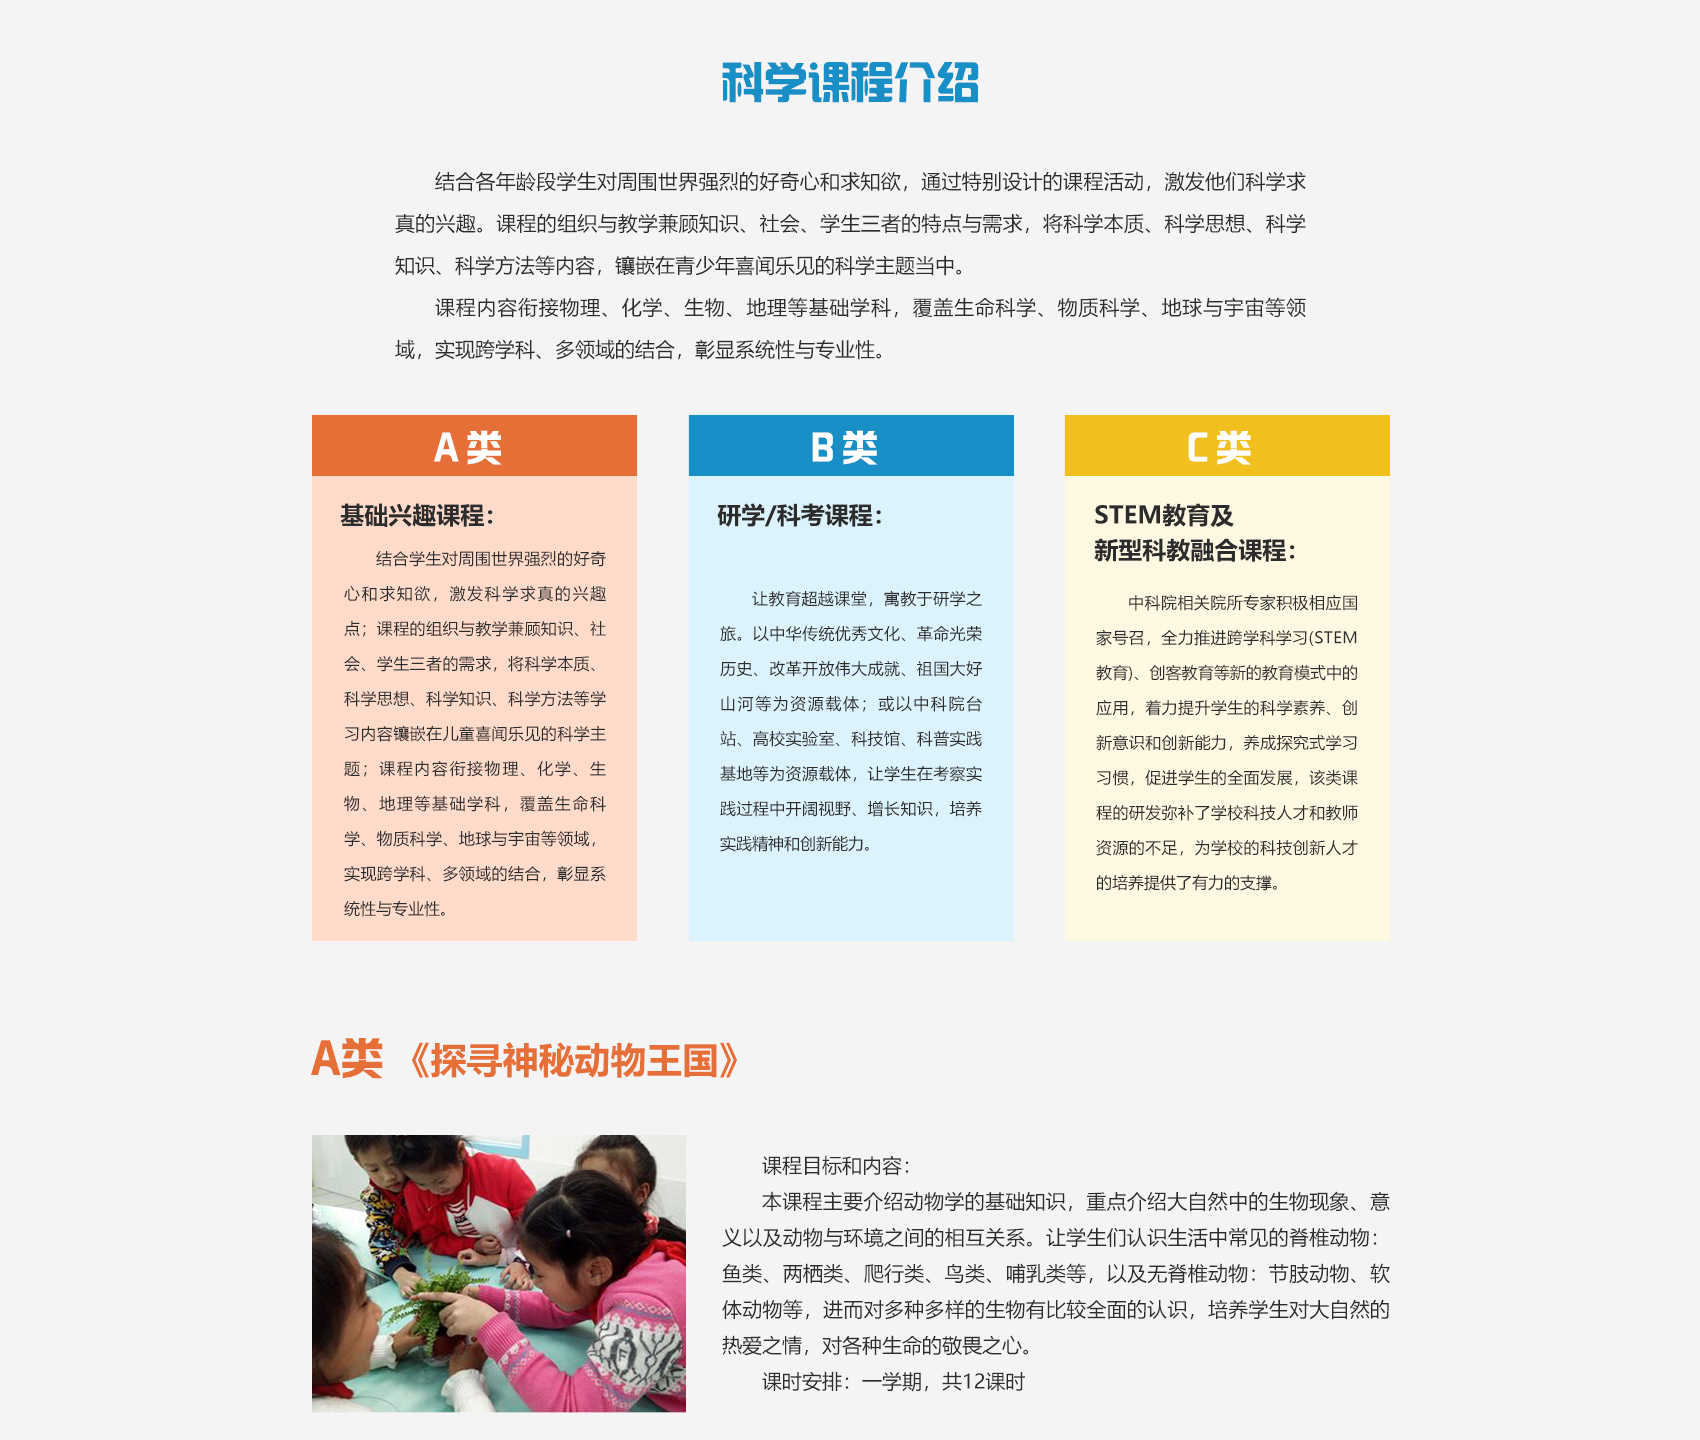 科学课程介绍
结合各年龄段学生对周围世界强烈的好奇心和求知欲，通过特别设计的课程活动，激发他们科学求
真的兴趣。课程的组织与教学兼顾知识、社会、学生三者的特点与需求，将科学本质、科学思想、科学
知识、科学方法等内容，镶嵌在青少年喜闻乐见的科学主题当中。
课程内容衔接物理、化学、生物、地理等基础学科，覆盖生命科学、物质科学、地球与宇宙等领
域，实现跨学科、多领域的结合，彰显系统性与专业性。
A 类
基础兴趣课程：
结合学生对周围世界强烈的好奇
心和求知欲，激发科学求真的兴趣
点；课程的组织与教学兼顾知识、社
会、学生三者的需求，将科学本质、
科学思想、科学知识、科学方法等学
习内容镶嵌在儿童喜闻乐见的科学主
题；课程内容衔接物理、化学、生
物、地理等基础学科，覆盖生命科
学、物质科学、地球与宇宙等领域，
实现跨学科、多领域的结合，彰显系
统性与专业性。
B 类
研学/科考课程：
让教育超越课堂，寓教于研学之
旅。以中华传统优秀文化、革命光荣
历史、改革开放伟大成就、祖国大好
山河等为资源载体；或以中科院台
站、高校实验室、科技馆、科普实践
基地等为资源载体，让学生在考察实
践过程中开阔视野、增长知识，培养
实践精神和创新能力。
C 类
STEM教育及
新型科教融合课程：
中科院相关院所专家积极相应国
家号召，全力推进跨学科学习(STEM
教育)、创客教育等新的教育模式中的
应用，着力提升学生的科学素养、创
新意识和创新能力，养成探究式学习
习惯，促进学生的全面发展，该类课
程的研发弥补了学校科技人才和教师
资源的不足，为学校的科技创新人才
的培养提供了有力的支撑。
A类 《探寻神秘动物王国》
课程目标和内容：
本课程主要介绍动物学的基础知识，重点介绍大自然中的生物现象、意
义以及动物与环境之间的相互关系。让学生们认识生活中常见的脊椎动物：
鱼类、两栖类、爬行类、鸟类、哺乳类等，以及无脊椎动物：节肢动物、软
体动物等，进而对多种多样的生物有比较全面的认识，培养学生对大自然的
热爱之情，对各种生命的敬畏之心。
课时安排：一学期，共12课时